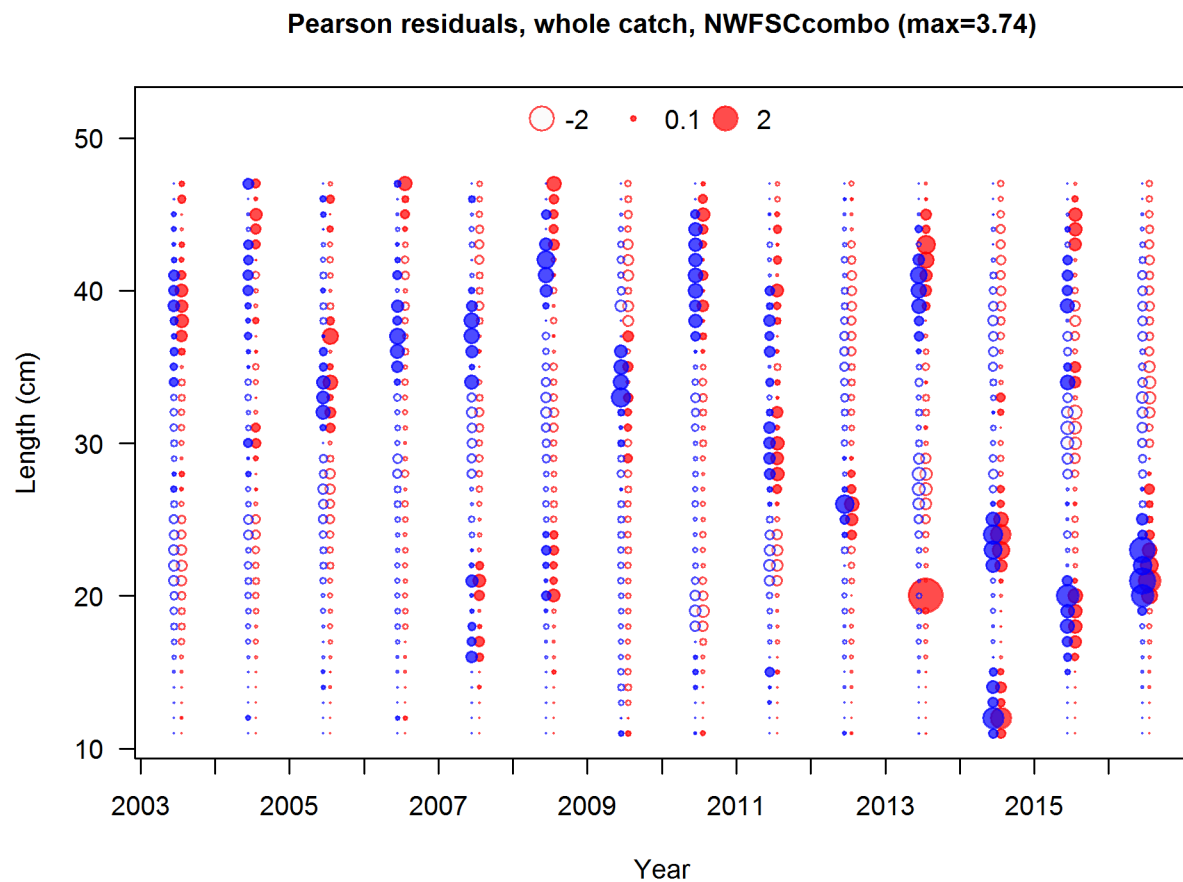 Pearson residuals, whole catch, NWFSCcombo (max=3.74)
-2 0.1 2
50
40
30
20
10
Length (cm)
2003 2005 2007 2009 2011 2013 2015
Year